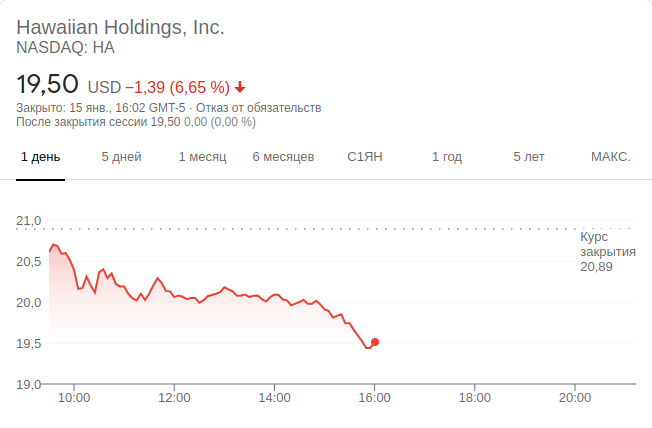 Hawaiian Holdings, Inc.
NASDAQ: HA
19,50 USD −1,39 (6,65 %)
Закрыто: 15 янв., 16:02 GMT-5 · Отказ от обязательств
После закрытия сессии 19,50 0,00 (0,00 %)
1 день 5 дней 1 месяц 6 месяцев С1ЯН 1 год 5 лет МАКС.
21,0
Курс
закрытия
20,89
20,5
20,0
19,5
19,0
10:00 12:00 14:00 16:00 18:00 20:00